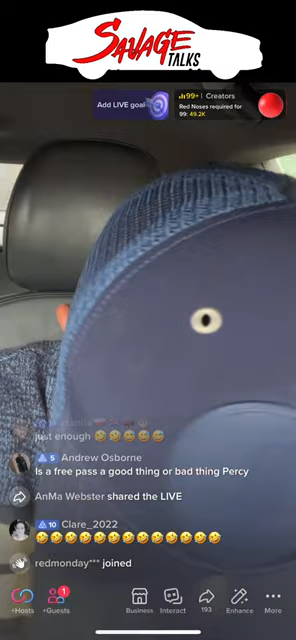 SAVAGE
TALKS
Add LIVE goal
99+ | Creators
Red Noses required for
99: 49.2K
just enough 🤣🤣🤣🤣🤣
5 Andrew Osborne
Is a free pass a good thing or bad thing Percy
AnMa Webster shared the LIVE
10 Clare_2022
🤣🤣🤣🤣🤣🤣🤣🤣🤣🤣🤣🤣🤣
redmonday*** joined
1
+Hosts
+Guests
Business
Interact
193
Enhance
More